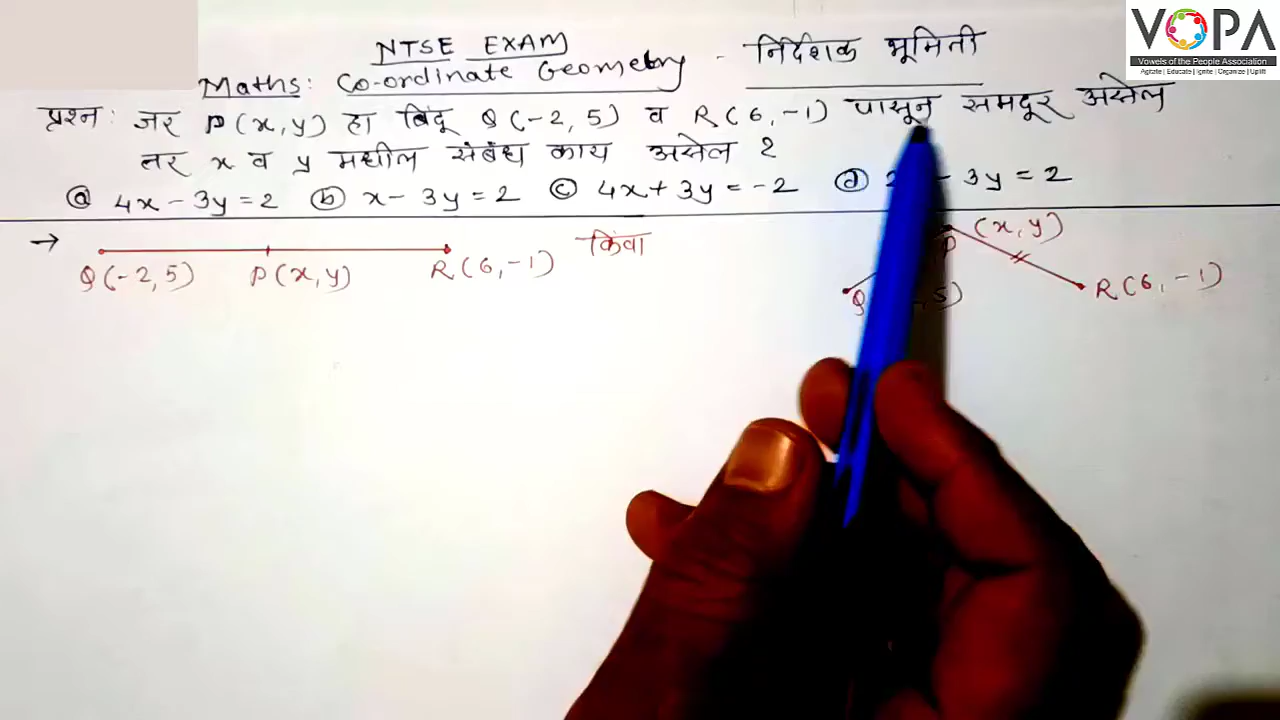 NTSE EXAM
Maths: Co-ordinate Geometry - निर्देशक भूमिती
प्रश्न: जर P(x,y) हा बिंदू Q(-2, 5) व R(6,-1) पासून समदूर असेल
तर x व y मधील संबंध काय असेल ?
(a) 4x - 3y = 2 (b) x - 3y = 2 (c) 4x + 3y = -2 (d) - 3y = 2
→ Q(-2, 5) P(x, y) R(6, -1) किंवा
(x, y)
P
Q 5) R(6, -1)
VOPA
Vowels of the People Association
Agitate | Educate | Ignite | Organize | Uplift